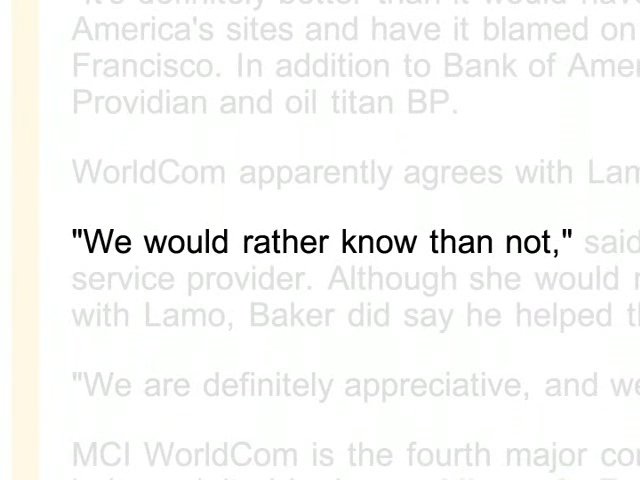 "It's definitely better than it would hav
America's sites and have it blamed on
Francisco. In addition to Bank of Amer
Providian and oil titan BP.
WorldCom apparently agrees with Lam
"We would rather know than not," said
service provider. Although she would
with Lamo, Baker did say he helped
"We are definitely appreciative, and we
MCI WorldCom is the fourth major co